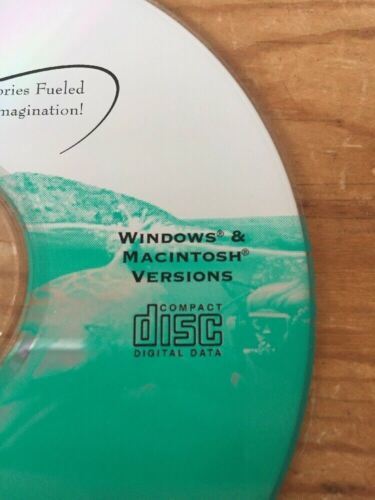 ories Fueled
magination!
WINDOWS® &
MACINTOSH®
VERSIONS
COMPACT
disc
DIGITAL DATA